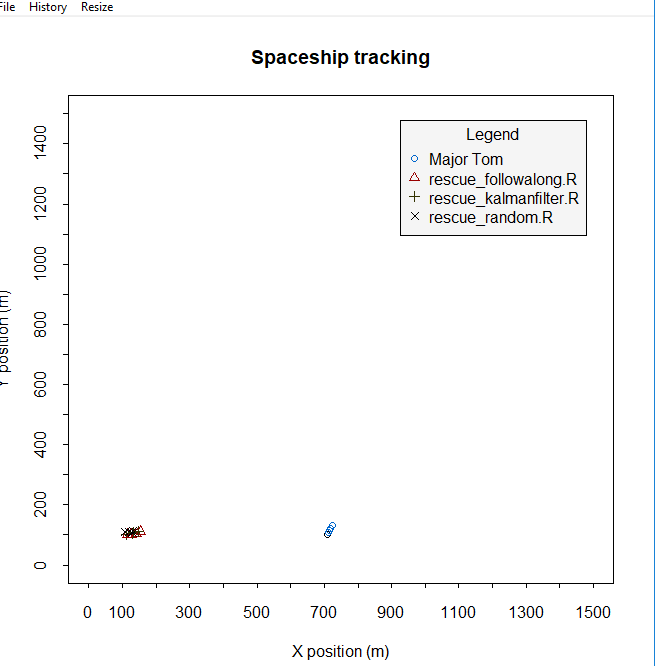 File History Resize
Spaceship tracking
Legend
Major Tom
rescue_followalong.R
rescue_kalmanfilter.R
rescue_random.R
1400
1200
1000
800
600
400
200
0
Y position (m)
0 100 300 500 700 900 1100 1300 1500
X position (m)